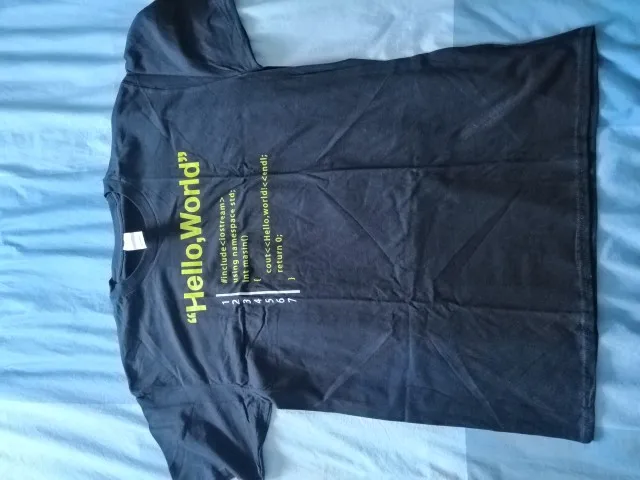 “Hello,World”
1 #include<iostream>
2 using namespace std;
3 int masin()
4 {
5 cout<<Hello,world!<<endl;
6 return 0;
7 }